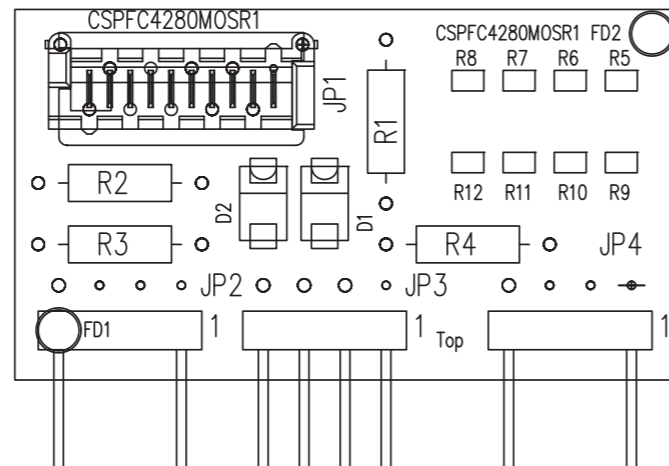 CSPFC4280MOSR1
CSPFC4280MOSR1 FD2
R8 R7 R6 R5
JP1
R1
R2
D2
D1
R12 R11 R10 R9
R3
R4
JP4
JP2
JP3
FD1
1
1
Top
1